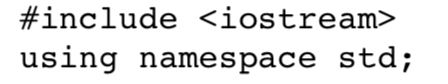 #include <iostream>
using namespace std;